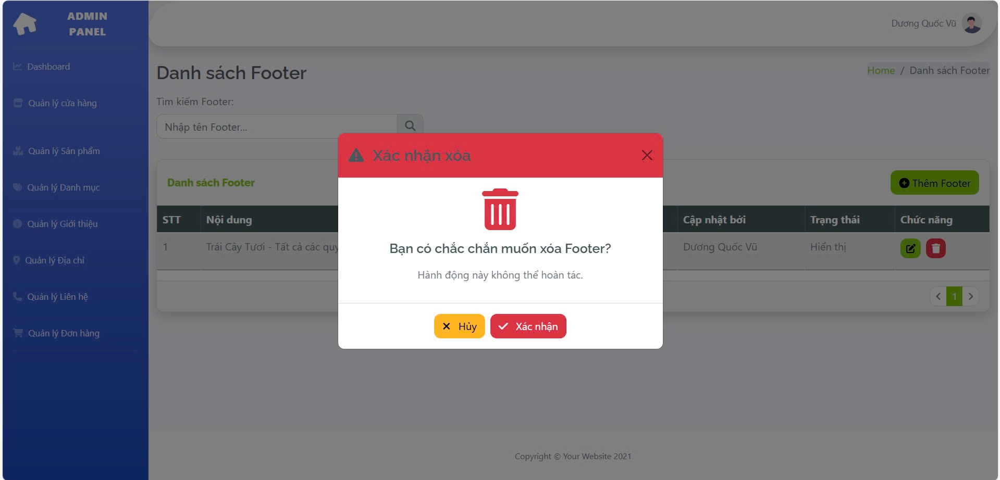 ADMIN
PANEL
Dương Quốc Vũ
Dashboard
Quản lý cửa hàng
Quản lý Sản phẩm
Quản lý Danh mục
Quản lý Giới thiệu
Quản lý Địa chỉ
Quản lý Liên hệ
Quản lý Đơn hàng
Danh sách Footer
Home / Danh sách Footer
Tìm kiếm Footer:
Nhập tên Footer...
Danh sách Footer
Thêm Footer
STT Nội dung Cập nhật bởi Trạng thái Chức năng
1 Trái Cây Tươi - Tất cả các quy Dương Quốc Vũ Hiển thị
1
Xác nhận xóa
Bạn có chắc chắn muốn xóa Footer?
Hành động này không thể hoàn tác.
Hủy Xác nhận
Copyright © Your Website 2021